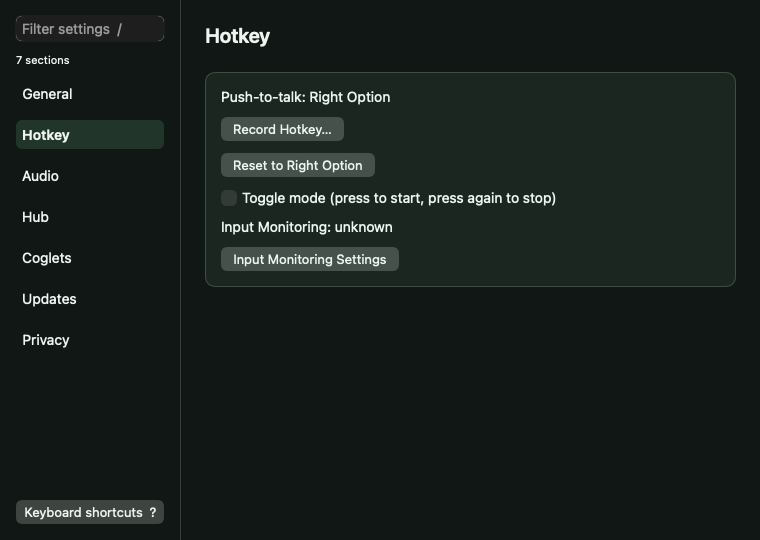 Filter settings /
7 sections
General
Hotkey
Audio
Hub
Coglets
Updates
Privacy
Keyboard shortcuts ?
Hotkey
Push-to-talk: Right Option
Record Hotkey...
Reset to Right Option
Toggle mode (press to start, press again to stop)
Input Monitoring: unknown
Input Monitoring Settings